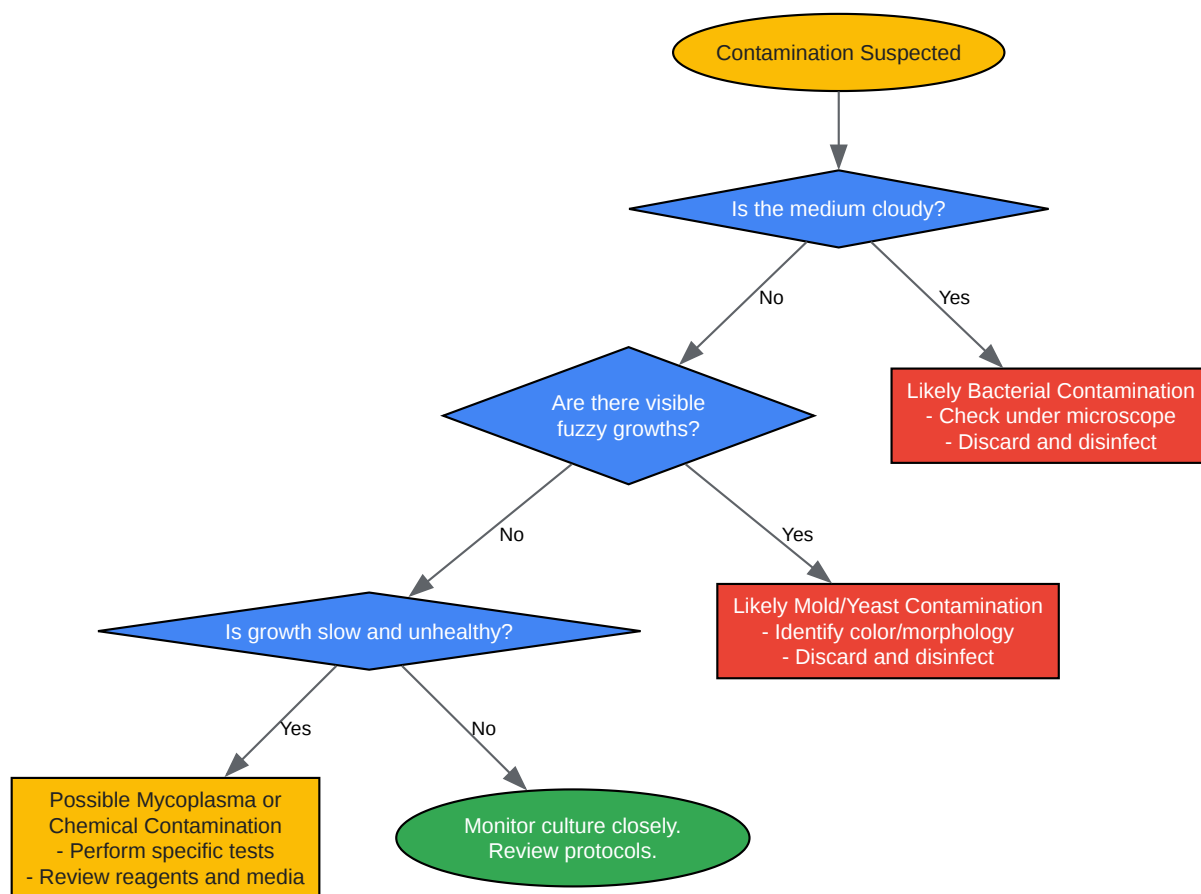 Contamination Suspected
Is the medium cloudy?
No
Yes
Are there visible
fuzzy growths?
Likely Bacterial Contamination
- Check under microscope
- Discard and disinfect
No
Yes
Is growth slow and unhealthy?
Likely Mold/Yeast Contamination
- Identify color/morphology
- Discard and disinfect
Yes
No
Possible Mycoplasma or
Chemical Contamination
- Perform specific tests
- Review reagents and media
Monitor culture closely.
Review protocols.